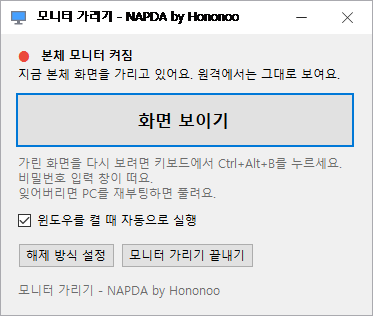 모니터 가리기 - NAPDA by Hononoo
본체 모니터 켜짐
지금 본체 화면을 가리고 있어요. 원격에서는 그대로 보여요.
화면 보이기
가린 화면을 다시 보려면 키보드에서 Ctrl+Alt+B를 누르세요.
비밀번호 입력 창이 떠요.
잊어버리면 PC를 재부팅하면 풀려요.
윈도우를 켤 때 자동으로 실행
해제 방식 설정 모니터 가리기 끝내기
모니터 가리기 - NAPDA by Hononoo